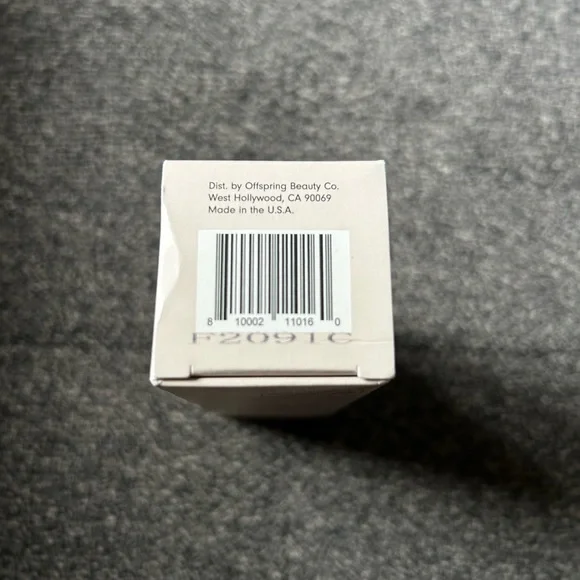 Dist. by Offspring Beauty Co.
West Hollywood, CA 90069
Made in the U.S.A.
8 10002 11016 0
F2091C